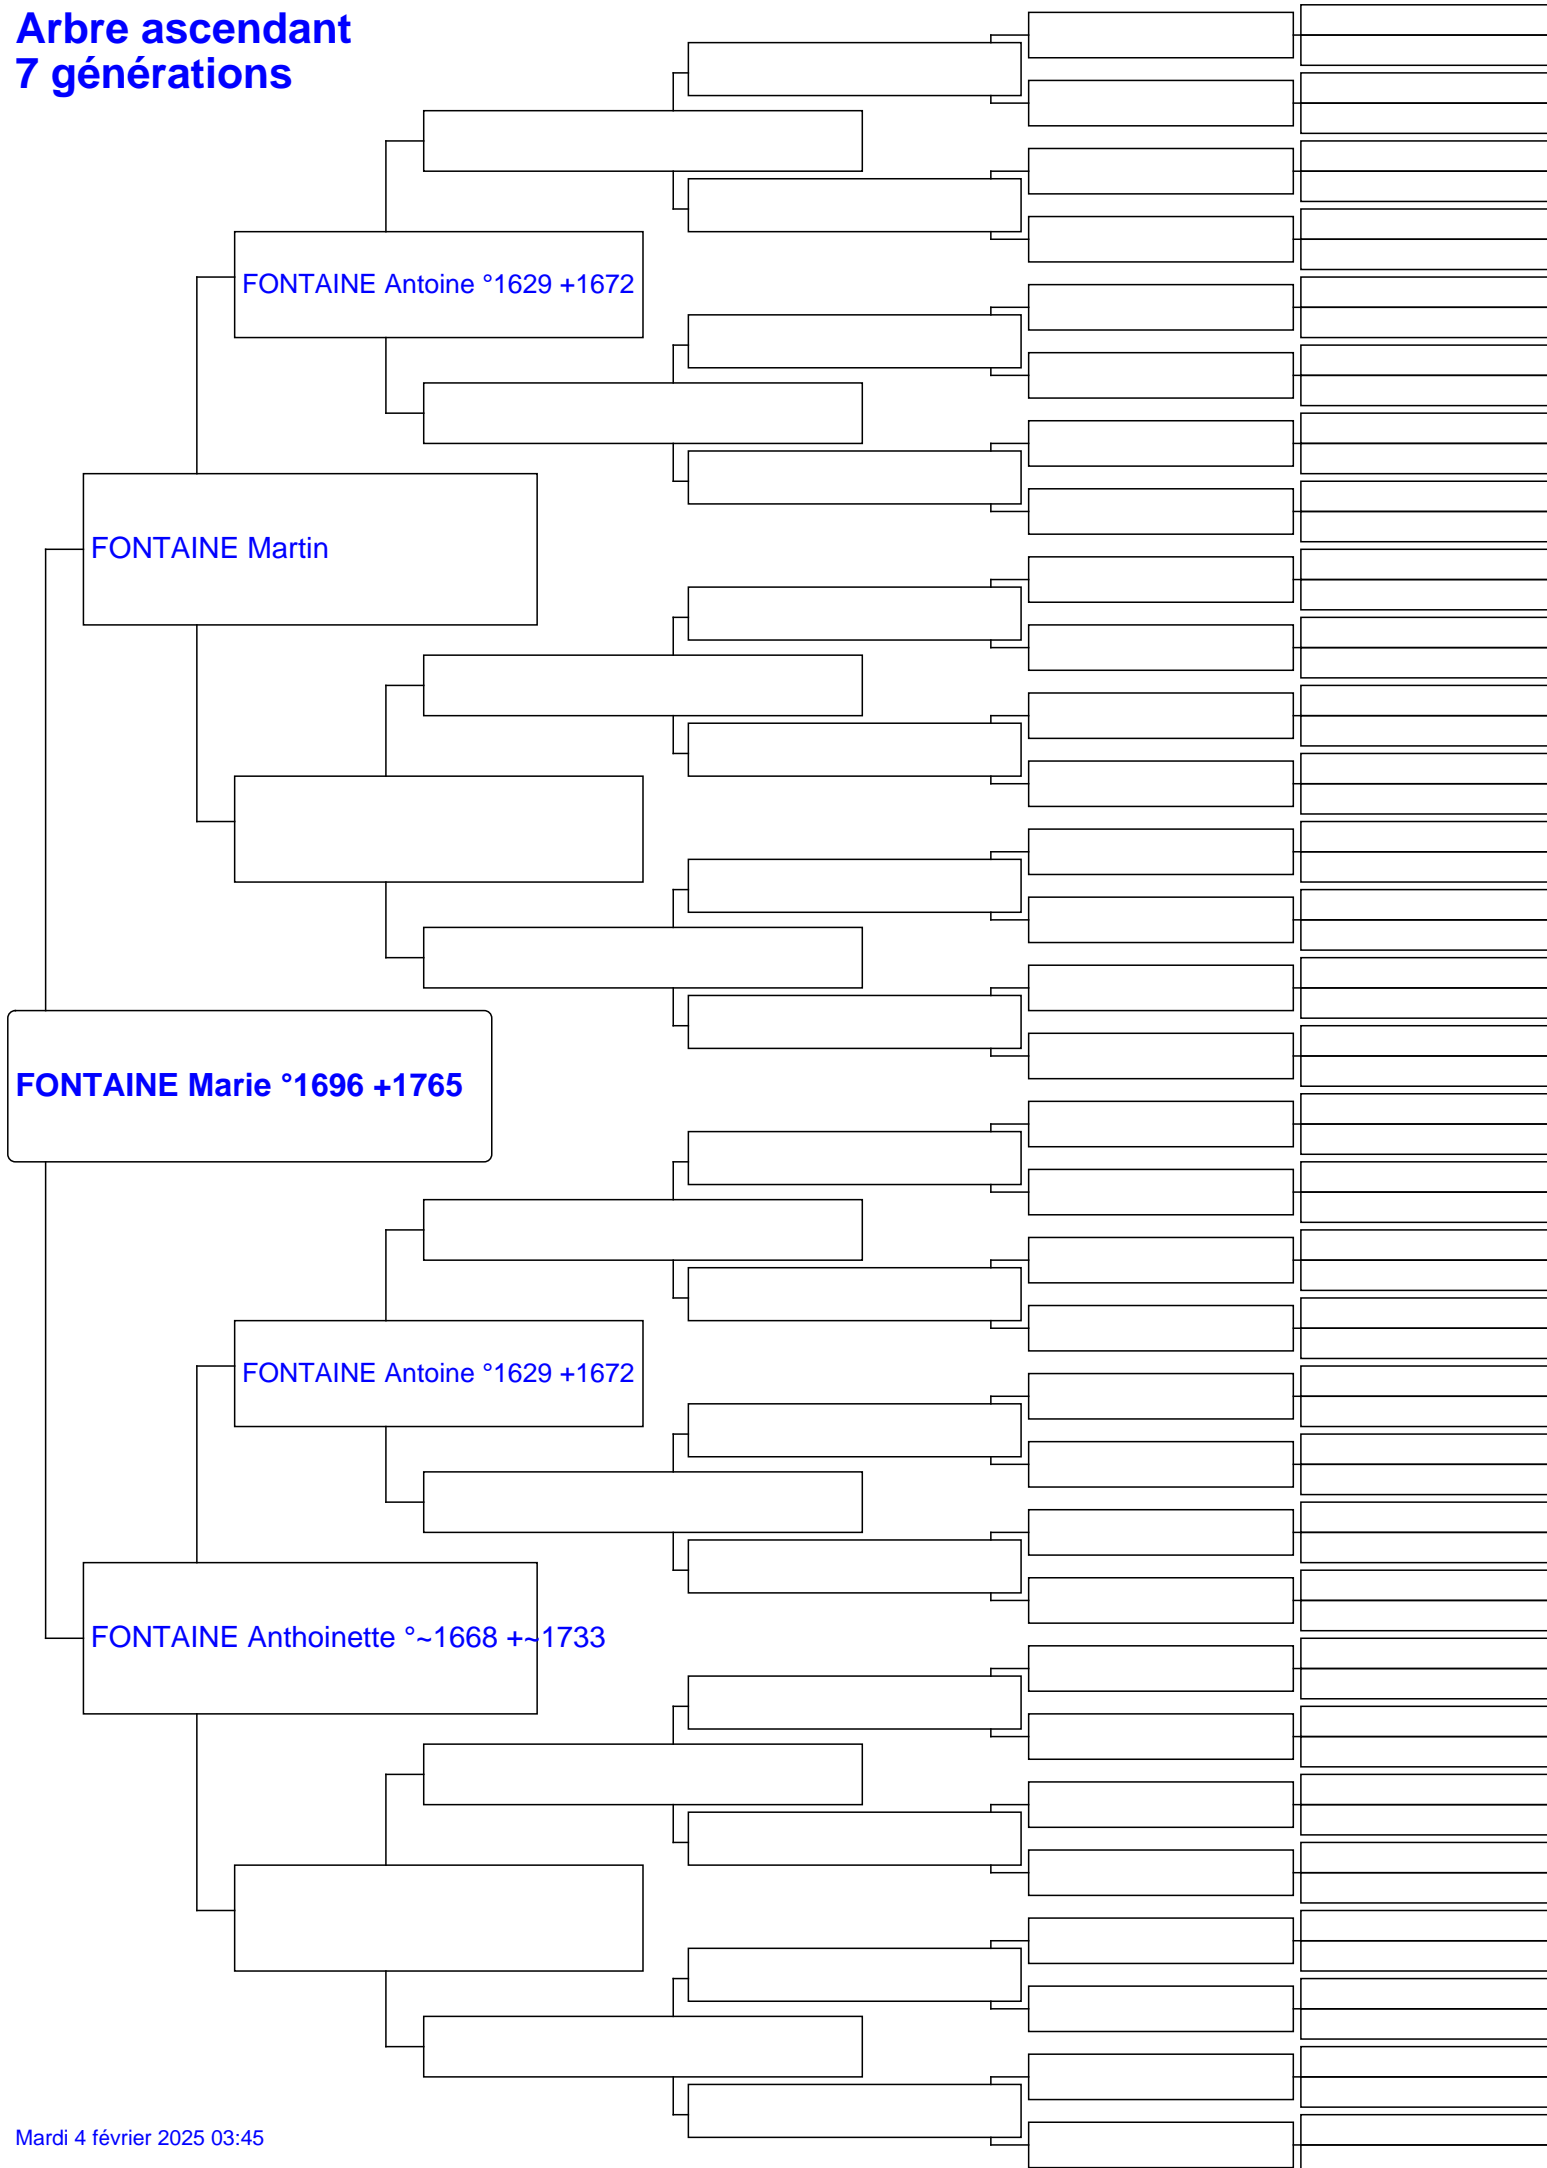 Arbre ascendant
7 générations
FONTAINE Antoine °1629 +1672
FONTAINE Martin
FONTAINE Marie °1696 +1765
FONTAINE Antoine °1629 +1672
FONTAINE Anthoinette °~1668 +~1733
Mardi 4 février 2025 03:45